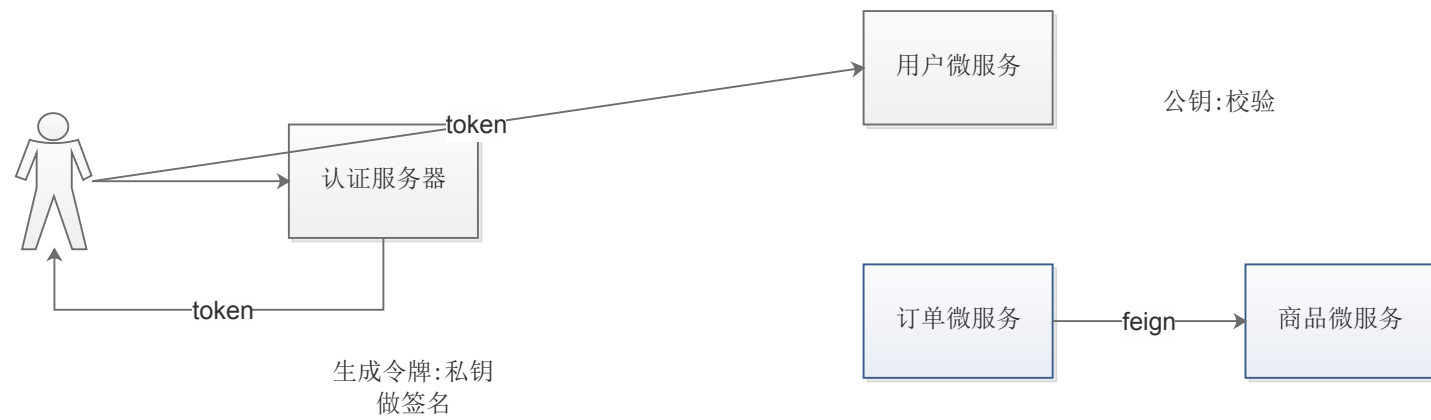 用户微服务
公钥:校验
token
认证服务器
token
订单微服务
feign
商品微服务
生成令牌:私钥
做签名